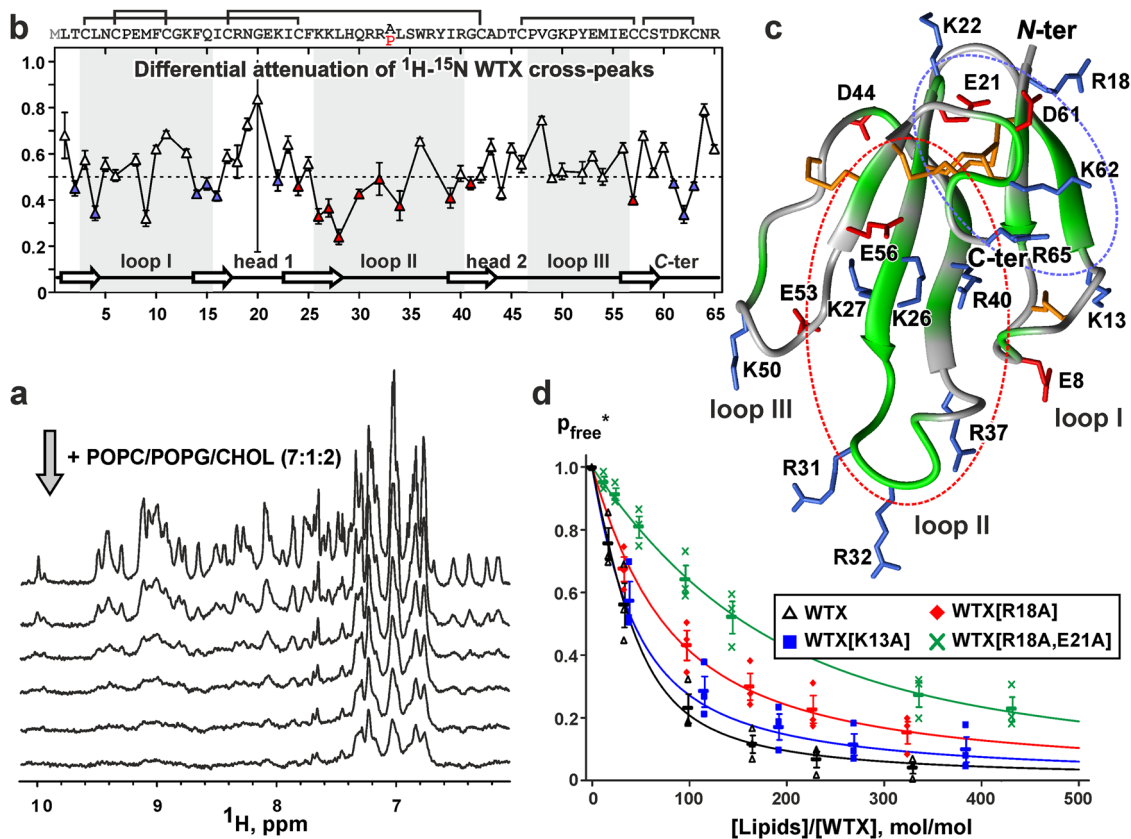 b
MLTCLNCPEMFCGKFQICRNGEKICFKKLHQRRALSWRYIRGCADTCPVGKPYEMIECCSTDKCNR
P
Differential attenuation of ¹H-¹⁵N WTX cross-peaks
1.0
0.8
0.6
0.4
0.2
0
loop I head 1 loop II head 2 loop III C-ter
5 10 15 20 25 30 35 40 45 50 55 60 65
c
K22
N-ter
E21
R18
D44
D61
K62
E56
C-ter
R65
E53
K27
K26
R40
K13
K50
E8
loop III
R37
loop I
R31
loop II
R32
a
+ POPC/POPG/CHOL (7:1:2)
10 9 8 7
¹H, ppm
d
p_free*
1.0
0.8
0.6
0.4
0.2
0
WTX WTX[R18A]
WTX[K13A] WTX[R18A,E21A]
0 100 200 300 400 500
[Lipids]/[WTX], mol/mol